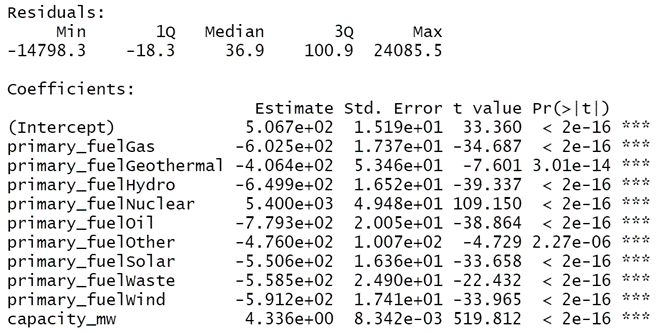 Residuals:
Min 1Q Median 3Q Max
-14798.3 -18.3 36.9 100.9 24085.5
Coefficients:
Estimate Std. Error t value Pr(>|t|)
(Intercept) 5.067e+02 1.519e+01 33.360 < 2e-16 ***
primary_fuelGas -6.025e+02 1.737e+01 -34.687 < 2e-16 ***
primary_fuelGeothermal -4.064e+02 5.346e+01 -7.601 3.01e-14 ***
primary_fuelHydro -6.499e+02 1.652e+01 -39.337 < 2e-16 ***
primary_fuelNuclear 5.400e+03 4.948e+01 109.150 < 2e-16 ***
primary_fuelOil -7.793e+02 2.005e+01 -38.864 < 2e-16 ***
primary_fuelOther -4.760e+02 1.007e+02 -4.729 2.27e-06 ***
primary_fuelSolar -5.506e+02 1.636e+01 -33.658 < 2e-16 ***
primary_fuelWaste -5.585e+02 2.490e+01 -22.432 < 2e-16 ***
primary_fuelWind -5.912e+02 1.741e+01 -33.965 < 2e-16 ***
capacity_mw 4.336e+00 8.342e-03 519.812 < 2e-16 ***